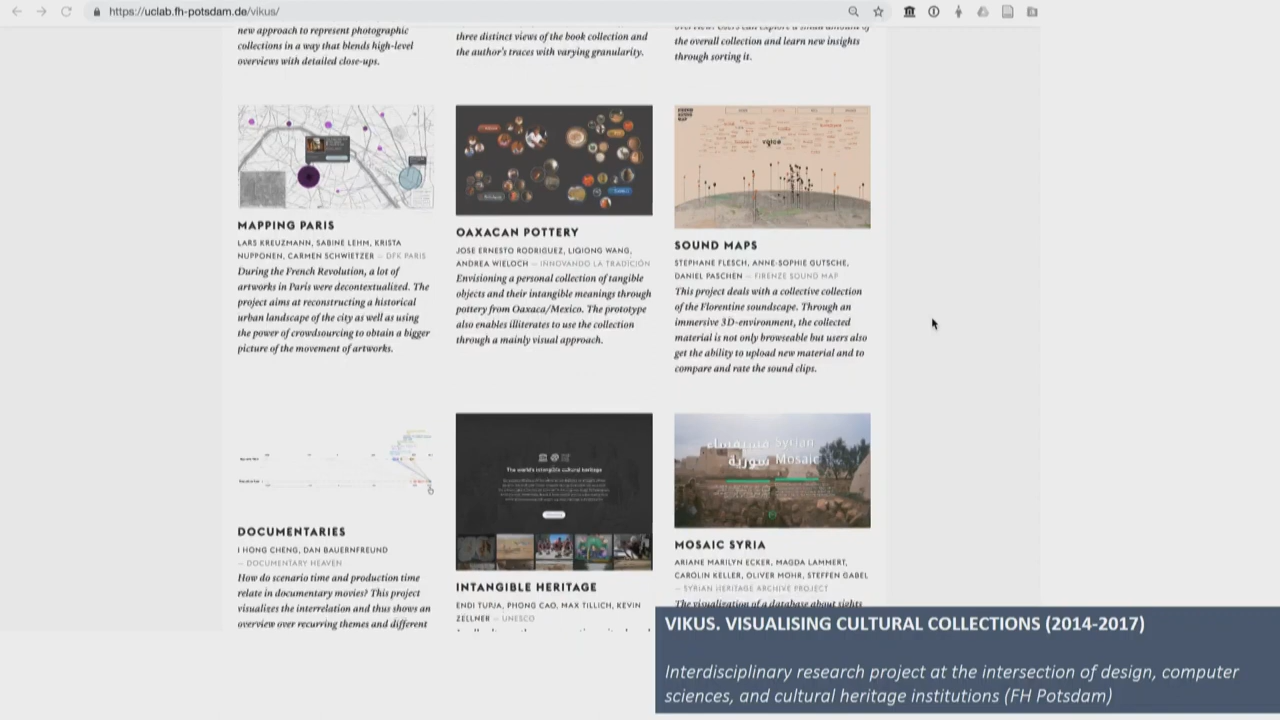 https://uclab.fh-potsdam.de/vikus/
new approach to represent photographic
collections in a way that blends high-level
overviews with detailed close-ups.
three distinct views of the book collection and
the author's traces with varying granularity.
the overall collection and learn new insights
through sorting it.
MAPPING PARIS
LARS KREUZMANN, SABINE LEHM, KRISTA
NUPPONEN, CARMEN SCHWIETZER — DFK PARIS
During the French Revolution, a lot of
artworks in Paris were decontextualized. The
project aims at reconstructing a historical
urban landscape of the city as well as using
the power of crowdsourcing to obtain a bigger
picture of the movement of artworks.
OAXACAN POTTERY
JOSE ERNESTO RODRIGUEZ, LIQIONG WANG,
ANDREA WIELOCH — INNOVANDO LA TRADICIÓN
Envisioning a personal collection of tangible
objects and their intangible meanings through
pottery from Oaxaca/Mexico. The prototype
also enables illiterates to use the collection
through a mainly visual approach.
SOUND MAPS
STEPHANE FLESCH, ANNE-SOPHIE GUTSCHE,
DANIEL PASCHEN — FIRENZE SOUND MAP
This project deals with a collective collection
of the Florentine soundscape. Through an
immersive 3D-environment, the collected
material is not only browseable but users also
get the ability to upload new material and to
compare and rate the sound clips.
DOCUMENTARIES
I HONG CHENG, DAN BAUERNFREUND
— DOCUMENTARY HEAVEN
How do scenario time and production time
relate in documentary movies? This project
visualizes the interrelation and thus shows an
overview over recurring themes and different
The world's intangible cultural heritage
INTANGIBLE HERITAGE
ENDI TUPJA, PHONG CAO, MAX TILLICH, KEVIN
ZELLNER — UNESCO
Syrian
Mosaic
MOSAIC SYRIA
ARIANE MARILYN ECKER, MAGDA LAMMERT,
CAROLIN KELLER, OLIVER MOHR, STEFFEN GABEL
— SYRIAN HERITAGE ARCHIVE PROJECT
The visualization of a database about sights
VIKUS. VISUALISING CULTURAL COLLECTIONS (2014-2017)
Interdisciplinary research project at the intersection of design, computer
sciences, and cultural heritage institutions (FH Potsdam)